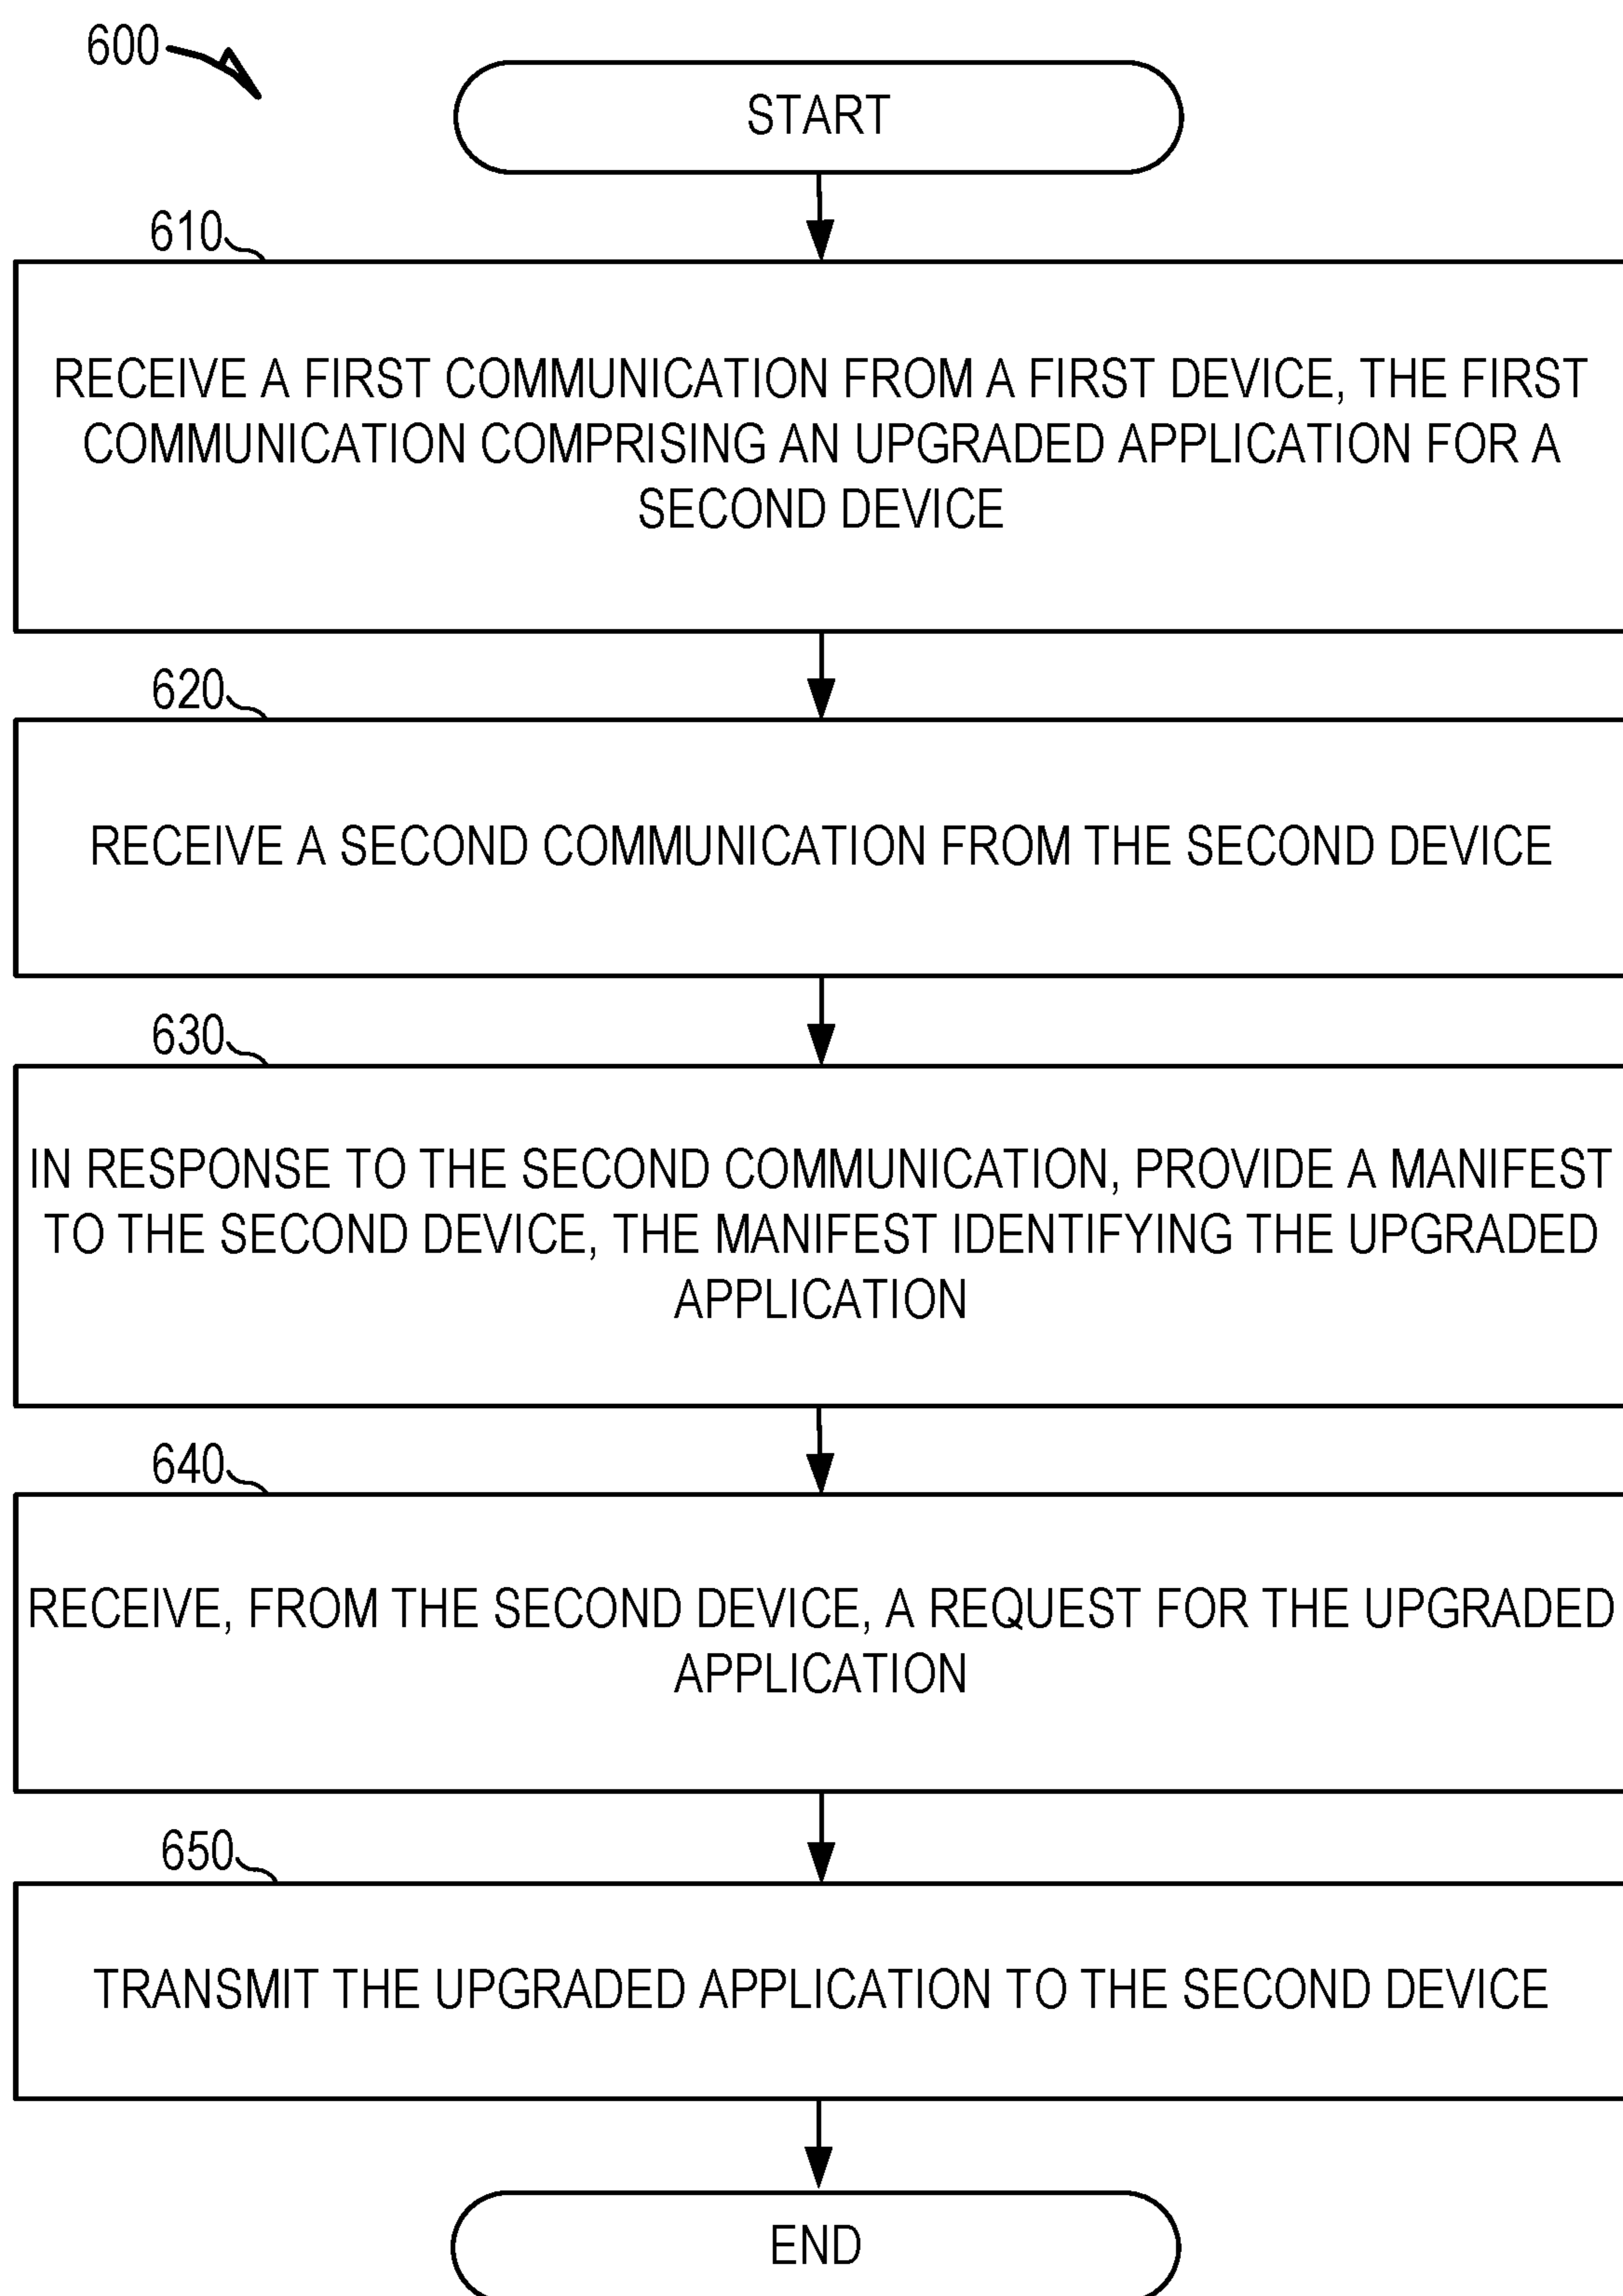 600
START
610
RECEIVE A FIRST COMMUNICATION FROM A FIRST DEVICE, THE FIRST
COMMUNICATION COMPRISING AN UPGRADED APPLICATION FOR A
SECOND DEVICE
620
RECEIVE A SECOND COMMUNICATION FROM THE SECOND DEVICE
630
IN RESPONSE TO THE SECOND COMMUNICATION, PROVIDE A MANIFEST
TO THE SECOND DEVICE, THE MANIFEST IDENTIFYING THE UPGRADED
APPLICATION
640
RECEIVE, FROM THE SECOND DEVICE, A REQUEST FOR THE UPGRADED
APPLICATION
650
TRANSMIT THE UPGRADED APPLICATION TO THE SECOND DEVICE
END